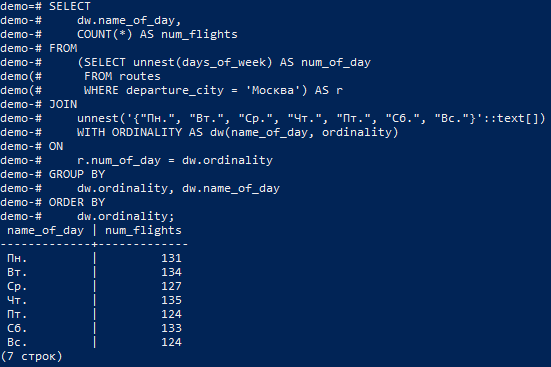 demo=# SELECT
demo-#     dw.name_of_day,
demo-#     COUNT(*) AS num_flights
demo-# FROM
demo-#     (SELECT unnest(days_of_week) AS num_of_day
demo(#      FROM routes
demo(#      WHERE departure_city = 'Москва') AS r
demo-# JOIN
demo-#     unnest('{"Пн.", "Вт.", "Ср.", "Чт.", "Пт.", "Сб.", "Вс."}'::text[])
demo-#     WITH ORDINALITY AS dw(name_of_day, ordinality)
demo-# ON
demo-#     r.num_of_day = dw.ordinality
demo-# GROUP BY
demo-#     dw.ordinality, dw.name_of_day
demo-# ORDER BY
demo-#     dw.ordinality;
 name_of_day | num_flights
-------------+-------------
 Пн.         |         131
 Вт.         |         134
 Ср.         |         127
 Чт.         |         135
 Пт.         |         124
 Сб.         |         133
 Вс.         |         124
(7 строк)